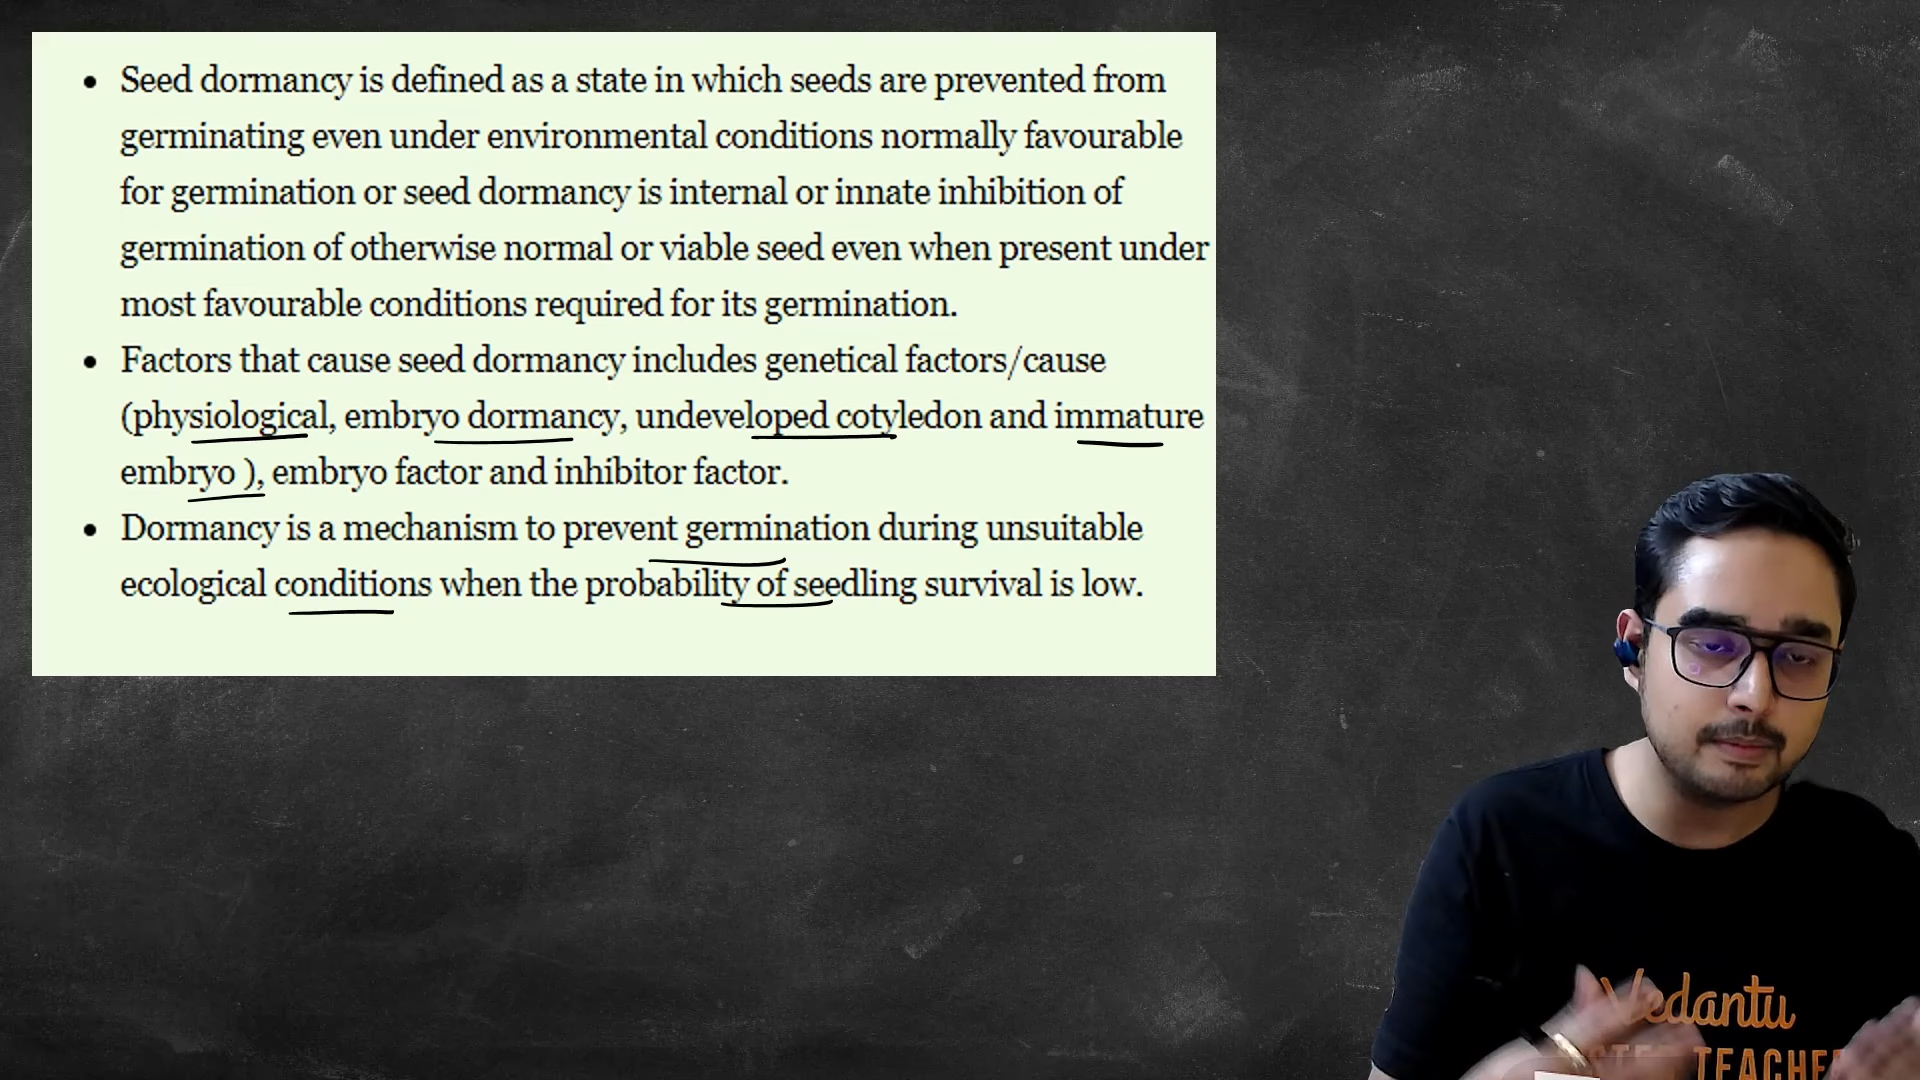 • Seed dormancy is defined as a state in which seeds are prevented from
germinating even under environmental conditions normally favourable
for germination or seed dormancy is internal or innate inhibition of
germination of otherwise normal or viable seed even when present under
most favourable conditions required for its germination.
• Factors that cause seed dormancy includes genetical factors/cause
(physiological, embryo dormancy, undeveloped cotyledon and immature
embryo ), embryo factor and inhibitor factor.
• Dormancy is a mechanism to prevent germination during unsuitable
ecological conditions when the probability of seedling survival is low.
Vedantu